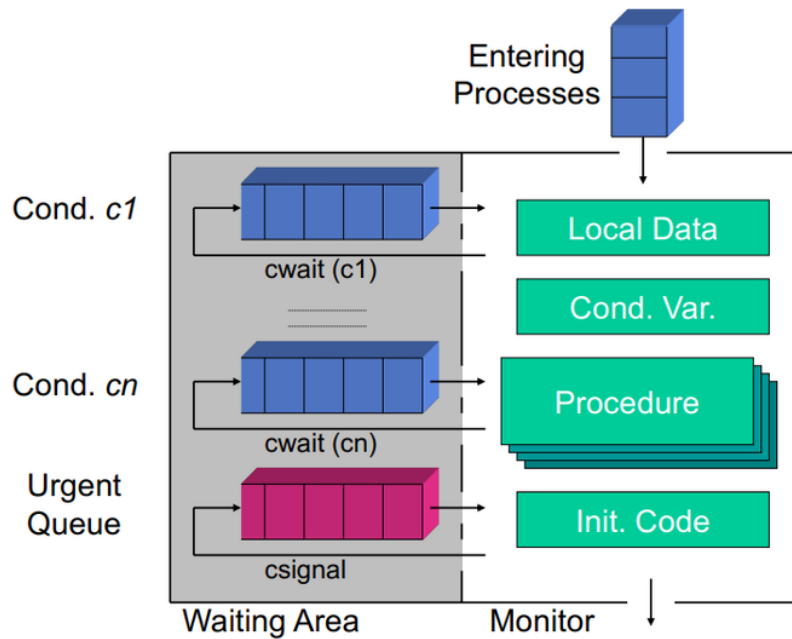 Entering
Processes
Cond. c1
Local Data
cwait (c1)
Cond. Var.
Cond. cn
Procedure
cwait (cn)
Urgent
Queue
Init. Code
csignal
Waiting Area
Monitor